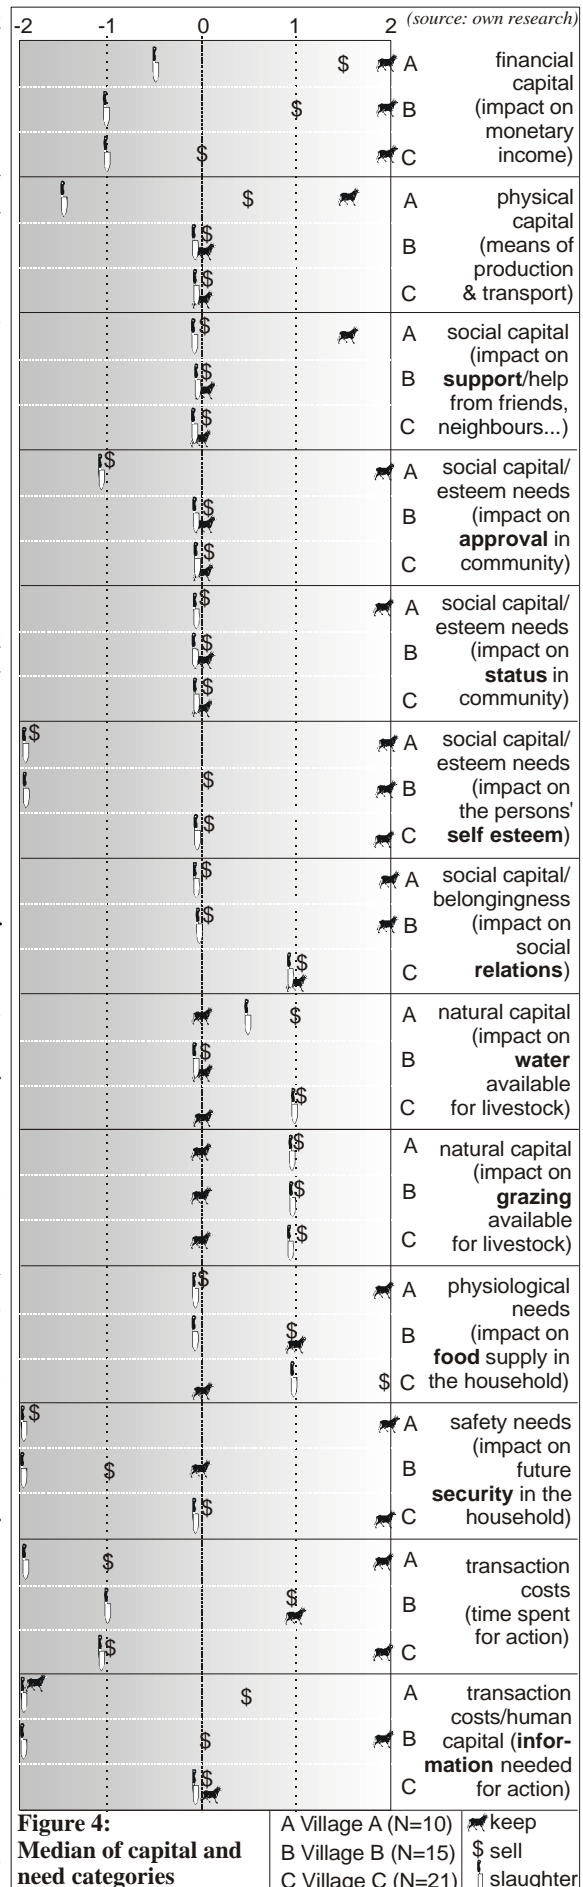 -2 -1 0 1 2 (source: own research)
A financial
capital
B (impact on
monetary
C income)
A physical
capital
B (means of
production
C & transport)
A social capital
(impact on
B support/help
from friends,
C neighbours...)
A social capital/
esteem needs
B (impact on
approval in
C community)
A social capital/
esteem needs
B (impact on
status in
C community)
A social capital/
esteem needs
B (impact on
the persons'
C self esteem)
A social capital/
belongingness
B (impact on
social
C relations)
A natural capital
(impact on
B water
available
C for livestock)
A natural capital
(impact on
B grazing
available
C for livestock)
A physiological
needs
B (impact on
food supply in
C the household)
A safety needs
(impact on
B future
security in the
C household)
A transaction
costs
B (time spent
C for action)
A transaction
costs/human
B capital (infor-
mation needed
C for action)
Figure 4:
Median of capital and
need categories
A Village A (N=10)
B Village B (N=15)
C Village C (N=21)
keep
$ sell
slaughter